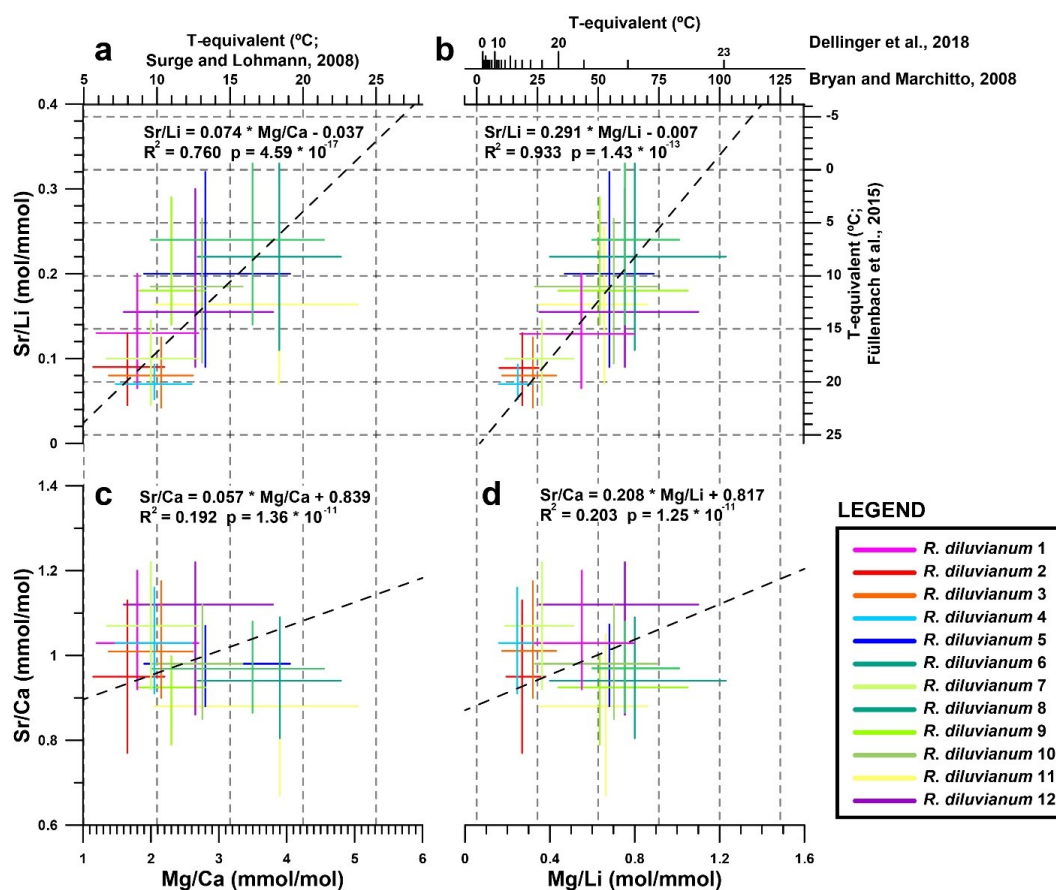 a
T-equivalent (ºC;
Surge and Lohmann, 2008)
5 10 15 20 25
b
T-equivalent (ºC)
0 10 20 23
Dellinger et al., 2018
0 25 50 75 100 125
Bryan and Marchitto, 2008
Sr/Li = 0.074 * Mg/Ca - 0.037
R2 = 0.760 p = 4.59 * 10-17
Sr/Li = 0.291 * Mg/Li - 0.007
R2 = 0.933 p = 1.43 * 10-13
Sr/Li (mol/mmol)
0.4
0.3
0.2
0.1
0
-5
0
5
10
15
20
25
T-equivalent (ºC;
Füllenbach et al., 2015)
c
Sr/Ca = 0.057 * Mg/Ca + 0.839
R2 = 0.192 p = 1.36 * 10-11
d
Sr/Ca = 0.208 * Mg/Li + 0.817
R2 = 0.203 p = 1.25 * 10-11
Sr/Ca (mmol/mol)
1.4
1.2
1
0.8
0.6
1 2 3 4 5 6
Mg/Ca (mmol/mol)
0 0.4 0.8 1.2 1.6
Mg/Li (mol/mmol)
LEGEND
R. diluvianum 1
R. diluvianum 2
R. diluvianum 3
R. diluvianum 4
R. diluvianum 5
R. diluvianum 6
R. diluvianum 7
R. diluvianum 8
R. diluvianum 9
R. diluvianum 10
R. diluvianum 11
R. diluvianum 12